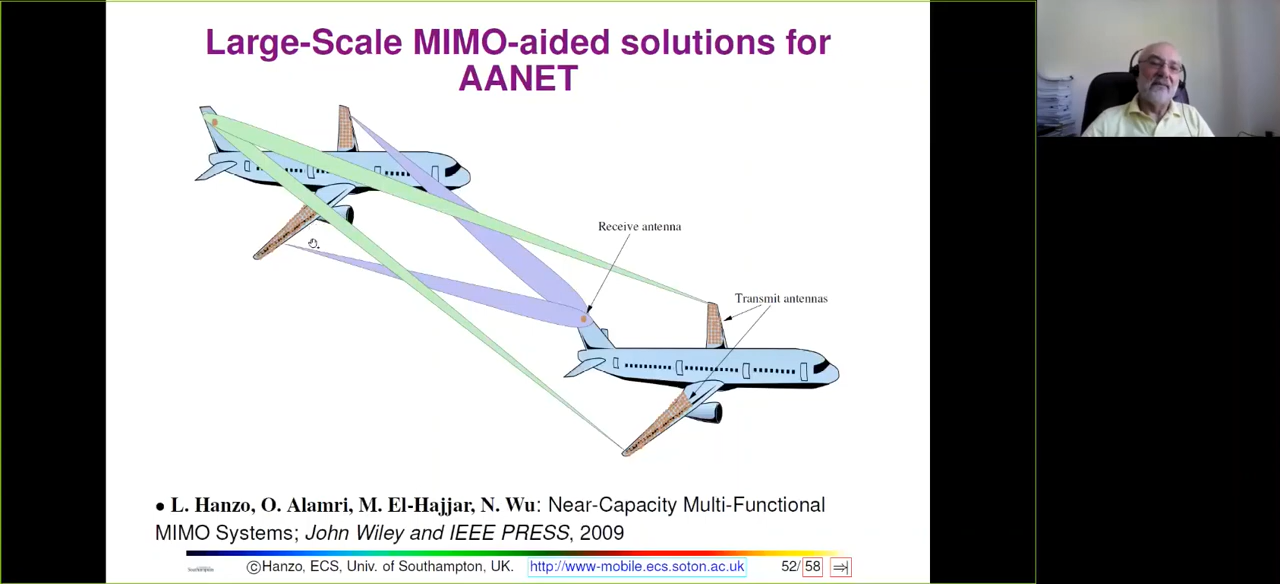 Large-Scale MIMO-aided solutions for
AANET
Receive antenna
Transmit antennas
● L. Hanzo, O. Alamri, M. El-Hajjar, N. Wu: Near-Capacity Multi-Functional
MIMO Systems; John Wiley and IEEE PRESS, 2009
Southampton
©Hanzo, ECS, Univ. of Southampton, UK. http://www-mobile.ecs.soton.ac.uk 52/58